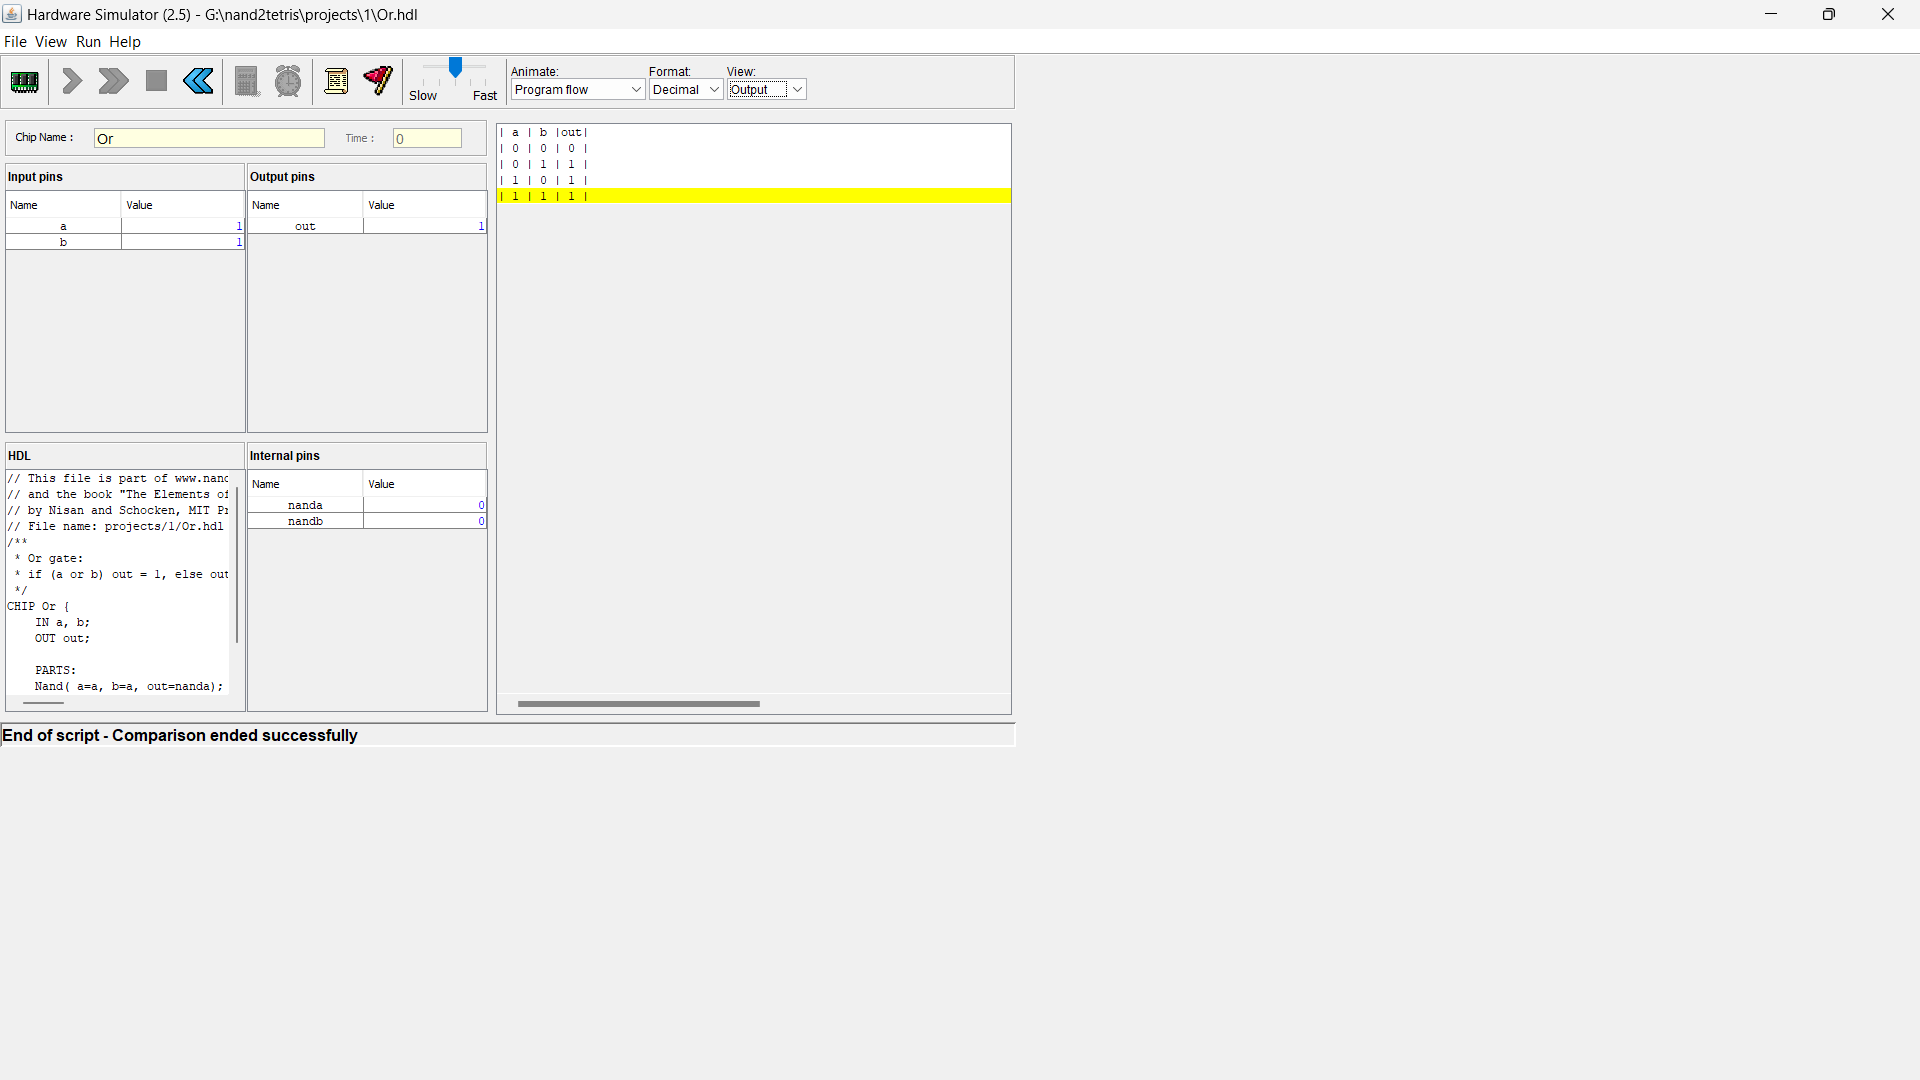 Hardware Simulator (2.5) - G:\nand2tetris\projects\1\Or.hdl
File View Run Help
Slow Fast
Animate: Format: View:
Program flow Decimal Output
Chip Name : Or Time : 0
Input pins
Name Value
a 1
b 1
Output pins
Name Value
out 1
| a | b |out|
| 0 | 0 | 0 |
| 0 | 1 | 1 |
| 1 | 0 | 1 |
| 1 | 1 | 1 |
HDL
// This file is part of www.nand
// and the book "The Elements of
// by Nisan and Schocken, MIT Pr
// File name: projects/1/Or.hdl
/**
* Or gate:
* if (a or b) out = 1, else out
*/
CHIP Or {
IN a, b;
OUT out;
PARTS:
Nand( a=a, b=a, out=nanda);
Internal pins
Name Value
nanda 0
nandb 0
End of script - Comparison ended successfully